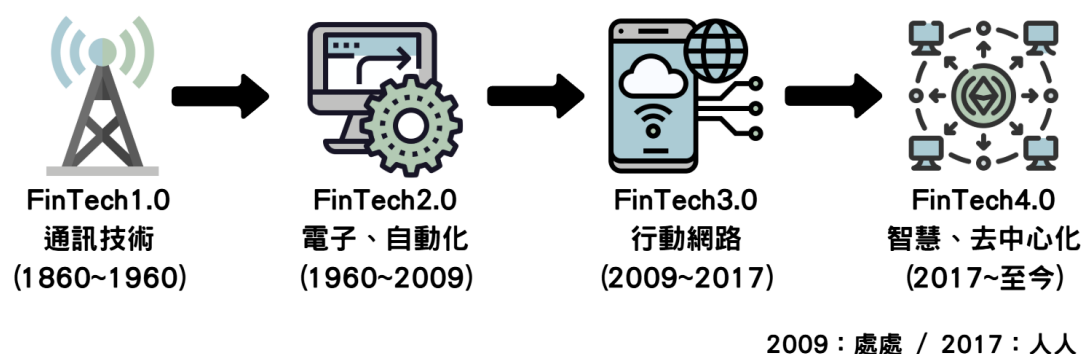 FinTech1.0
通訊技術
(1860~1960)
FinTech2.0
電子、自動化
(1960~2009)
FinTech3.0
行動網路
(2009~2017)
FinTech4.0
智慧、去中心化
(2017~至今)
2009：處處 / 2017：人人